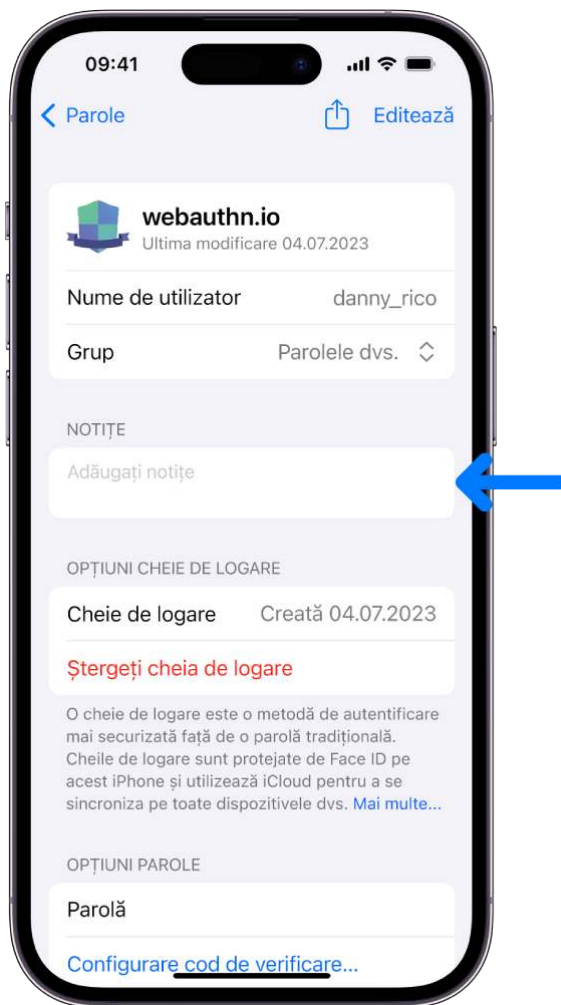 09:41
Parole
Editează
webauthn.io
Ultima modificare 04.07.2023
Nume de utilizator danny_rico
Grup Parolele dvs.
NOTIȚE
Adăugați notițe
OPȚIUNI CHEIE DE LOGARE
Cheie de logare Creată 04.07.2023
Ștergeți cheia de logare
O cheie de logare este o metodă de autentificare
mai securizată față de o parolă tradițională.
Cheile de logare sunt protejate de Face ID pe
acest iPhone și utilizează iCloud pentru a se
sincroniza pe toate dispozitivele dvs. Mai multe...
OPȚIUNI PAROLE
Parolă
Configurare cod de verificare...